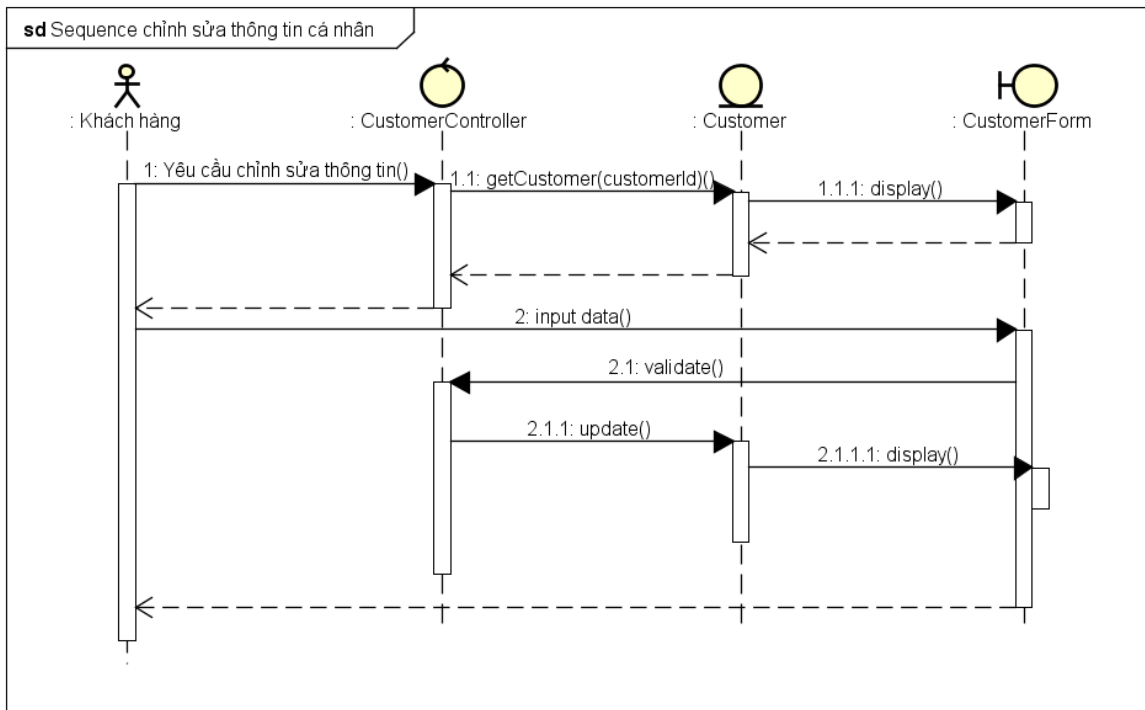 sd Sequence chỉnh sửa thông tin cá nhân
: Khách hàng
: CustomerController
: Customer
: CustomerForm
1: Yêu cầu chỉnh sửa thông tin()
1.1: getCustomer(customerId)()
1.1.1: display()
2: input data()
2.1: validate()
2.1.1: update()
2.1.1.1: display()